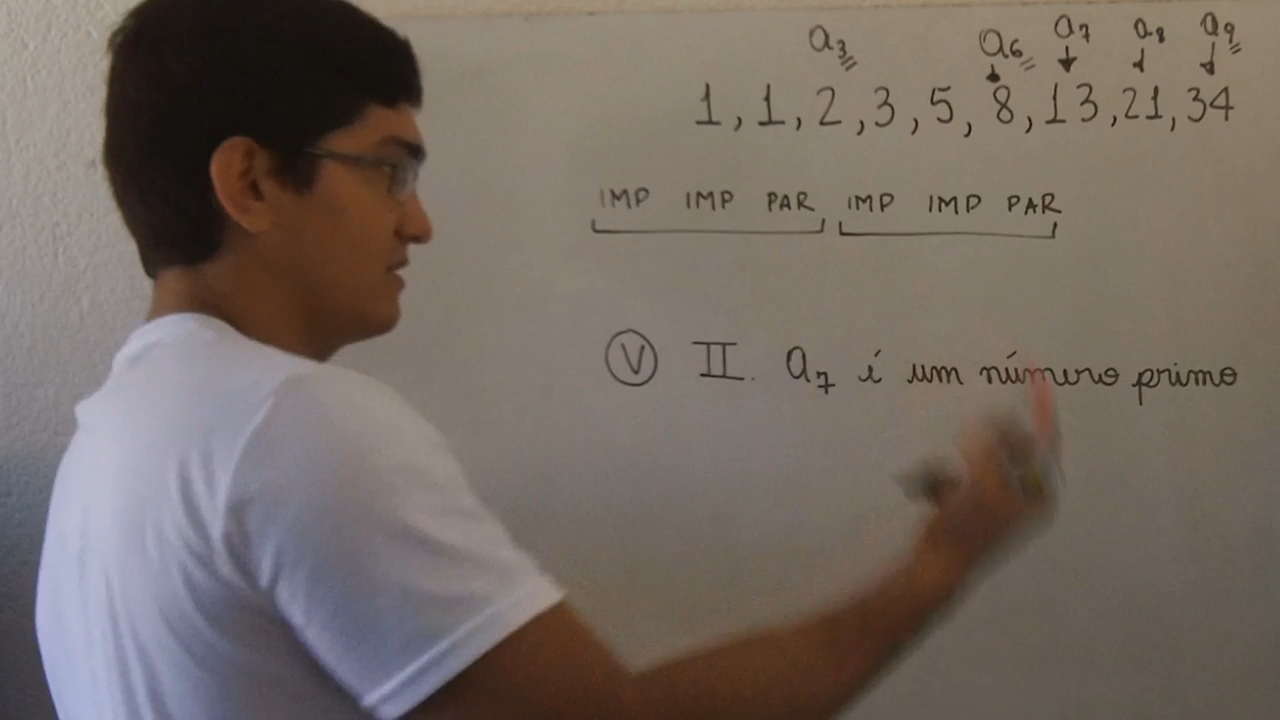 a₃ a₆ a₇ a₈ a₉
1, 1, 2, 3, 5, 8, 13, 21, 34
IMP IMP PAR IMP IMP PAR
V II. a₇ é um número primo